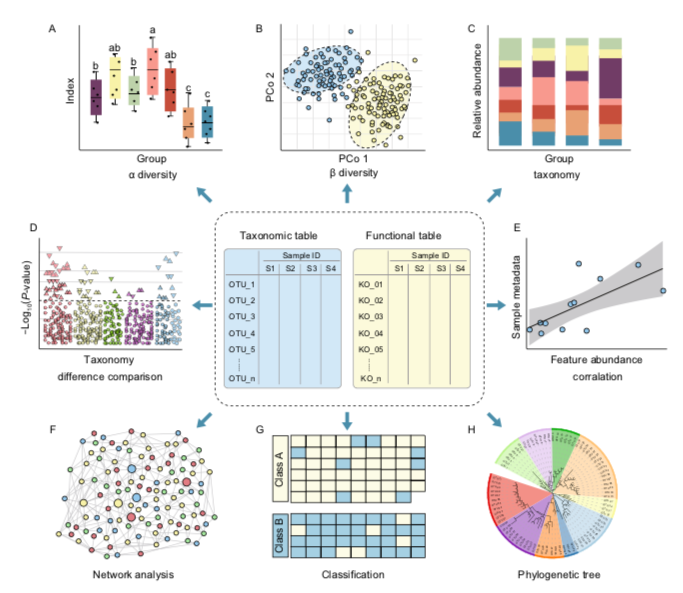 A
Index
b
ab
b
a
ab
c
c
Group
α diversity
B
PCo 2
PCo 1
β diversity
C
Relative abundance
Group
taxonomy
D
−Log₁₀(P-value)
Taxonomy
difference comparison
Taxonomic table
Sample ID
S1 S2 S3 S4
OTU_1
OTU_2
OTU_3
OTU_4
OTU_5
OTU_n
Functional table
Sample ID
S1 S2 S3 S4
KO_01
KO_02
KO_03
KO_04
KO_05
KO_n
E
Sample metadata
Feature abundance
corralation
F
Network analysis
G
Class A
Class B
Classification
H
Phylogenetic tree